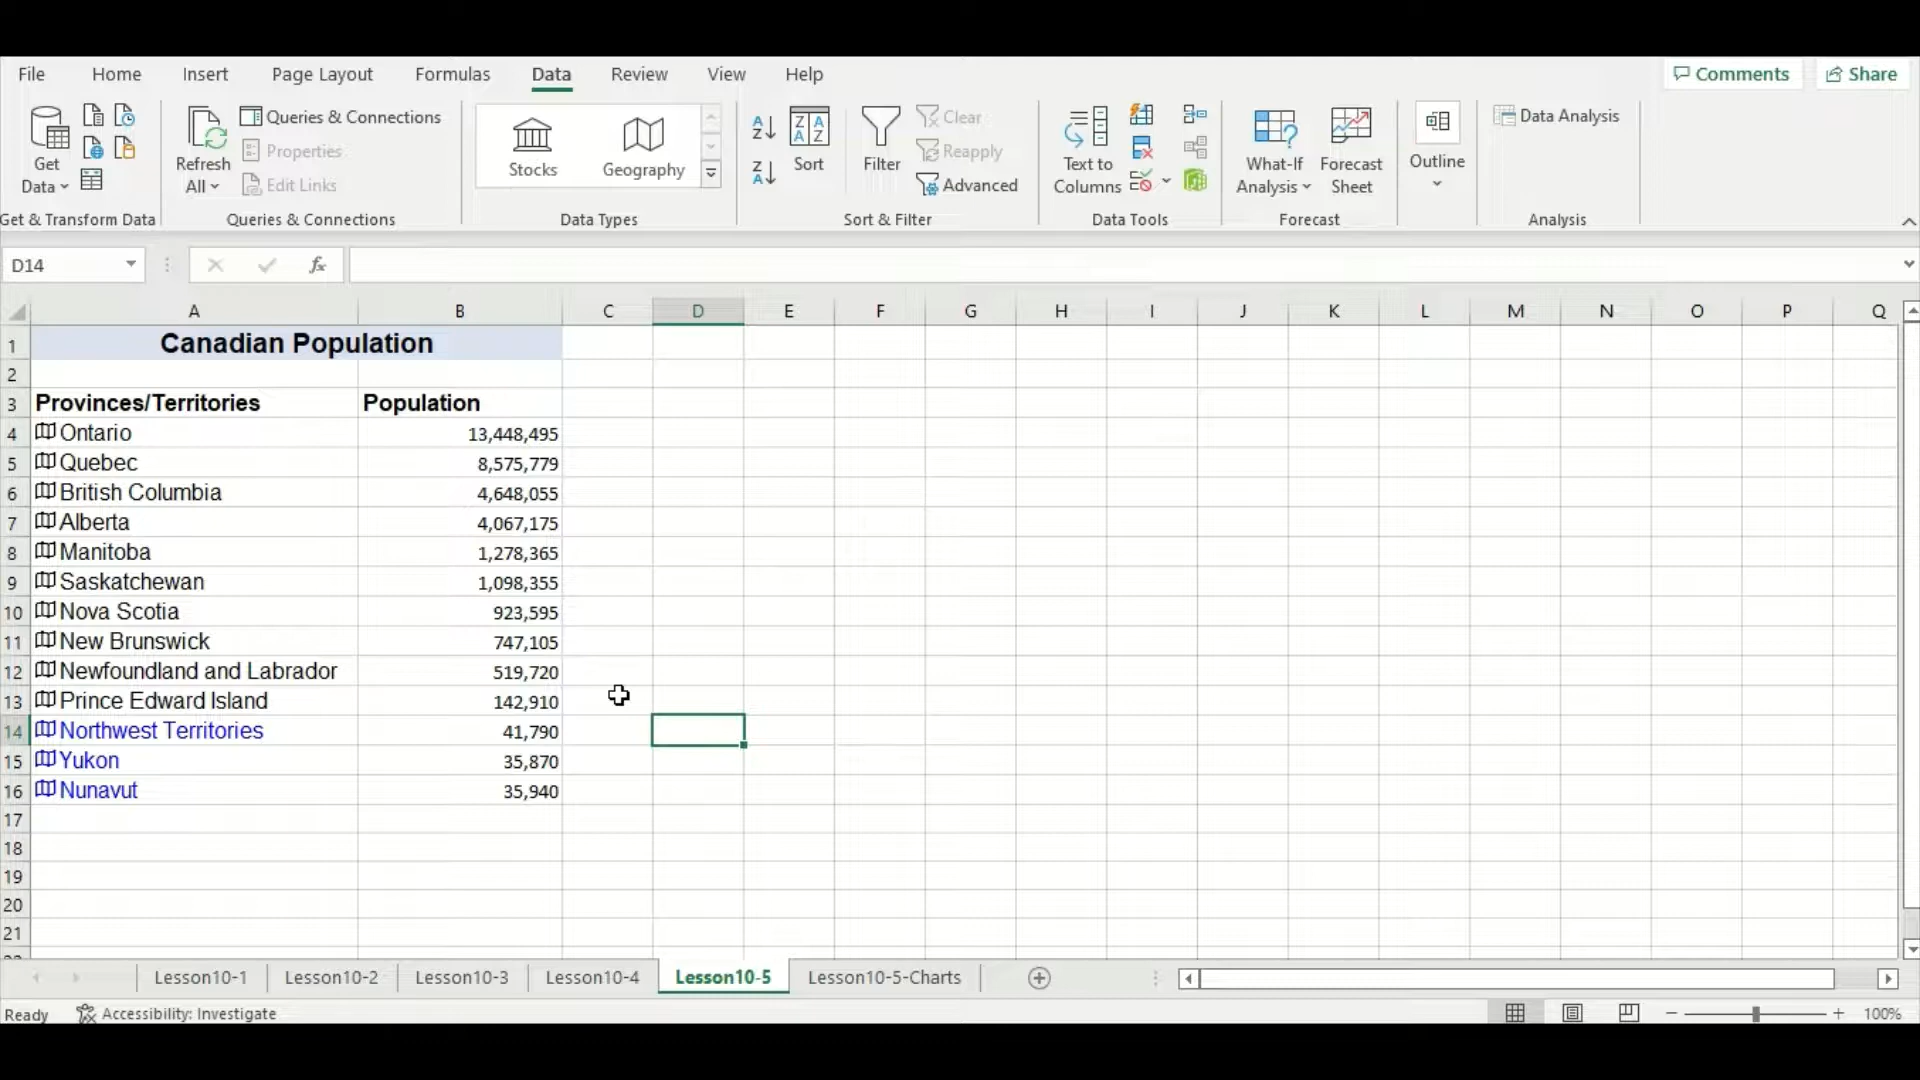 File Home Insert Page Layout Formulas Data Review View Help Comments Share
Get Data
Refresh All
Queries & Connections
Properties
Edit Links
Stocks
Geography
A Z
Z A
Z A A Z
Sort
Filter
Clear
Reapply
Advanced
Text to Columns
What-If Analysis
Forecast Sheet
Outline
Data Analysis
Get & Transform Data Queries & Connections Data Types Sort & Filter Data Tools Forecast Analysis
D14 fx
A B C D E F G H I J K L M N O P Q
1 Canadian Population
2
3 Provinces/Territories Population
4 Ontario 13,448,495
5 Quebec 8,575,779
6 British Columbia 4,648,055
7 Alberta 4,067,175
8 Manitoba 1,278,365
9 Saskatchewan 1,098,355
10 Nova Scotia 923,595
11 New Brunswick 747,105
12 Newfoundland and Labrador 519,720
13 Prince Edward Island 142,910
14 Northwest Territories 41,790
15 Yukon 35,870
16 Nunavut 35,940
17
18
19
20
21
Lesson10-1 Lesson10-2 Lesson10-3 Lesson10-4 Lesson10-5 Lesson10-5-Charts
Ready Accessibility: Investigate 100%